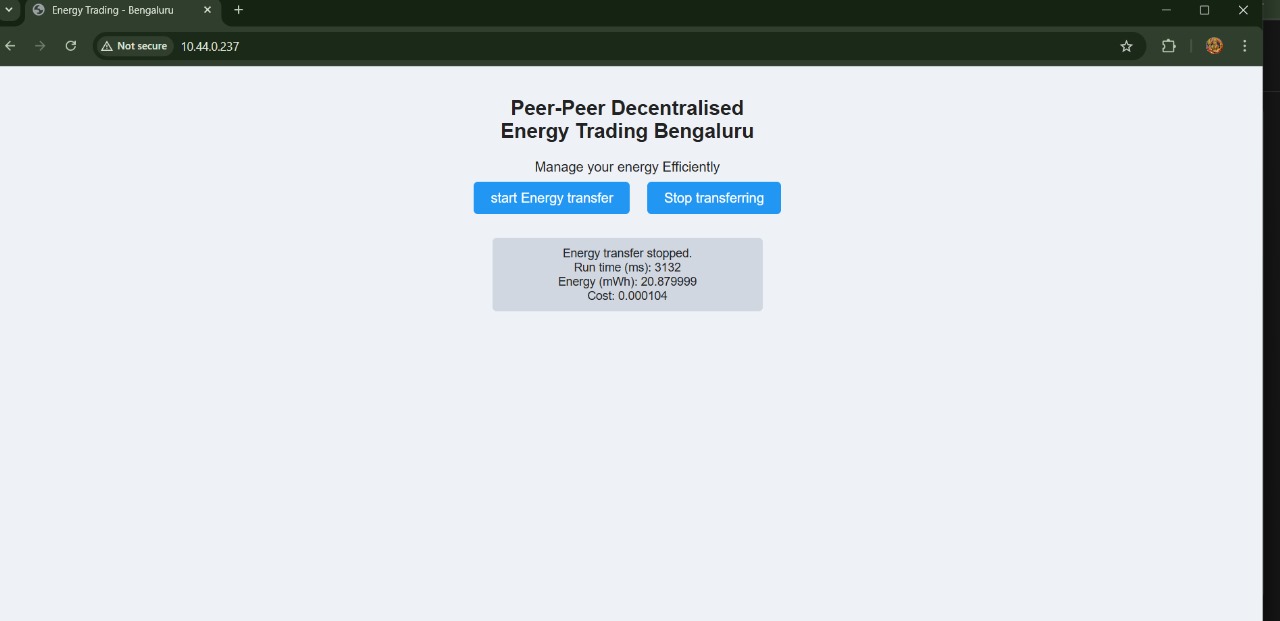 Energy Trading - Bengaluru
Not secure
10.44.0.237
Peer-Peer Decentralised
Energy Trading Bengaluru
Manage your energy Efficiently
start Energy transfer
Stop transferring
Energy transfer stopped.
Run time (ms): 3132
Energy (mWh): 20.879999
Cost: 0.000104